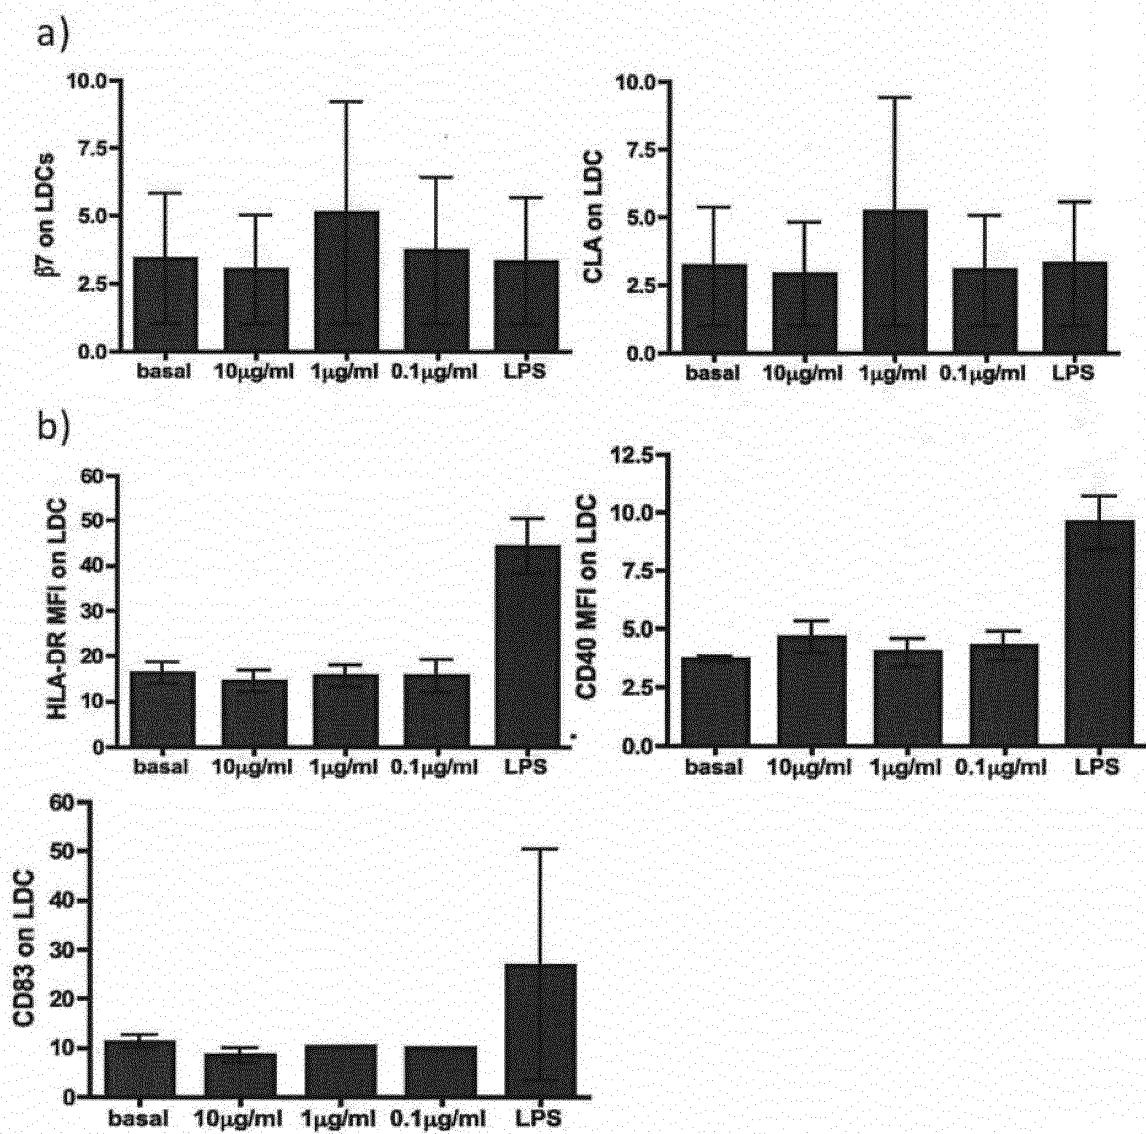 a)
β7 on LDCs
10.0
7.5
5.0
2.5
0.0
basal 10μg/ml 1μg/ml 0.1μg/ml LPS
CLA on LDC
10.0
7.5
5.0
2.5
0.0
basal 10μg/ml 1μg/ml 0.1μg/ml LPS
b)
HLA-DR MFI on LDC
60
50
40
30
20
10
0
basal 10μg/ml 1μg/ml 0.1μg/ml LPS
CD40 MFI on LDC
12.5
10.0
7.5
5.0
2.5
0.0
basal 10μg/ml 1μg/ml 0.1μg/ml LPS
CD83 on LDC
60
50
40
30
20
10
0
basal 10μg/ml 1μg/ml 0.1μg/ml LPS